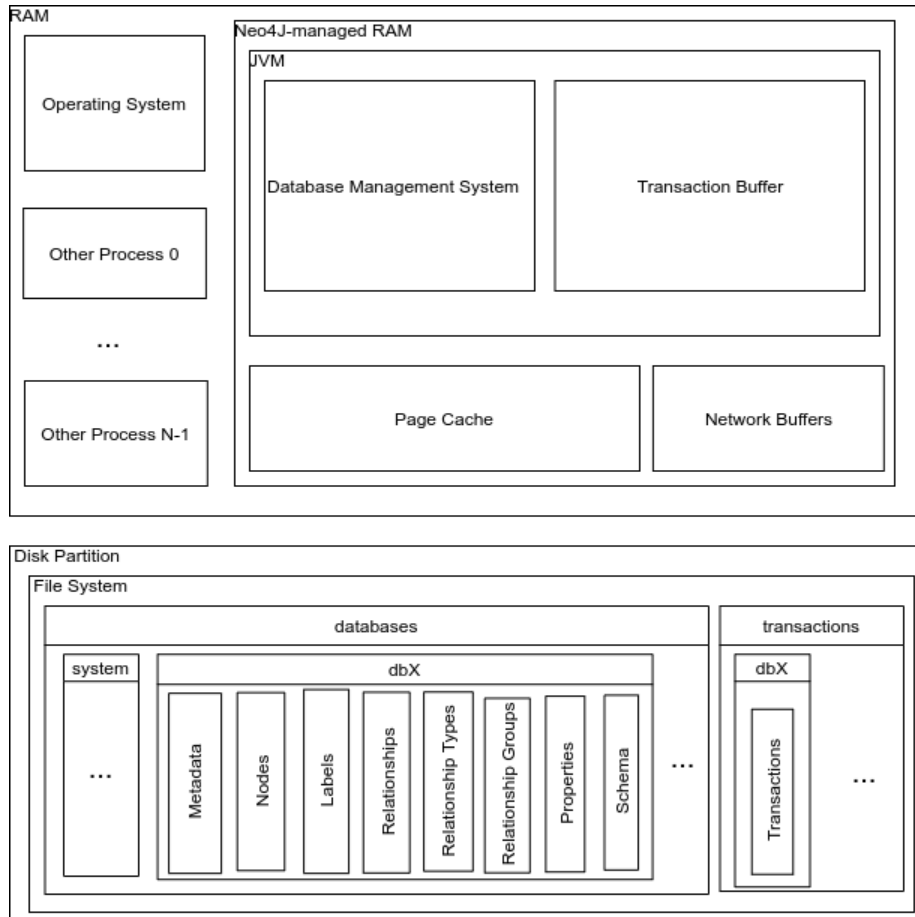 RAM
Neo4J-managed RAM
JVM
Operating System
Database Management System
Transaction Buffer
Other Process 0
...
Other Process N-1
Page Cache
Network Buffers
Disk Partition
File System
databases
transactions
system
dbX
dbX
...
Metadata
Nodes
Labels
Relationships
Relationship Types
Relationship Groups
Properties
Schema
...
Transactions
...